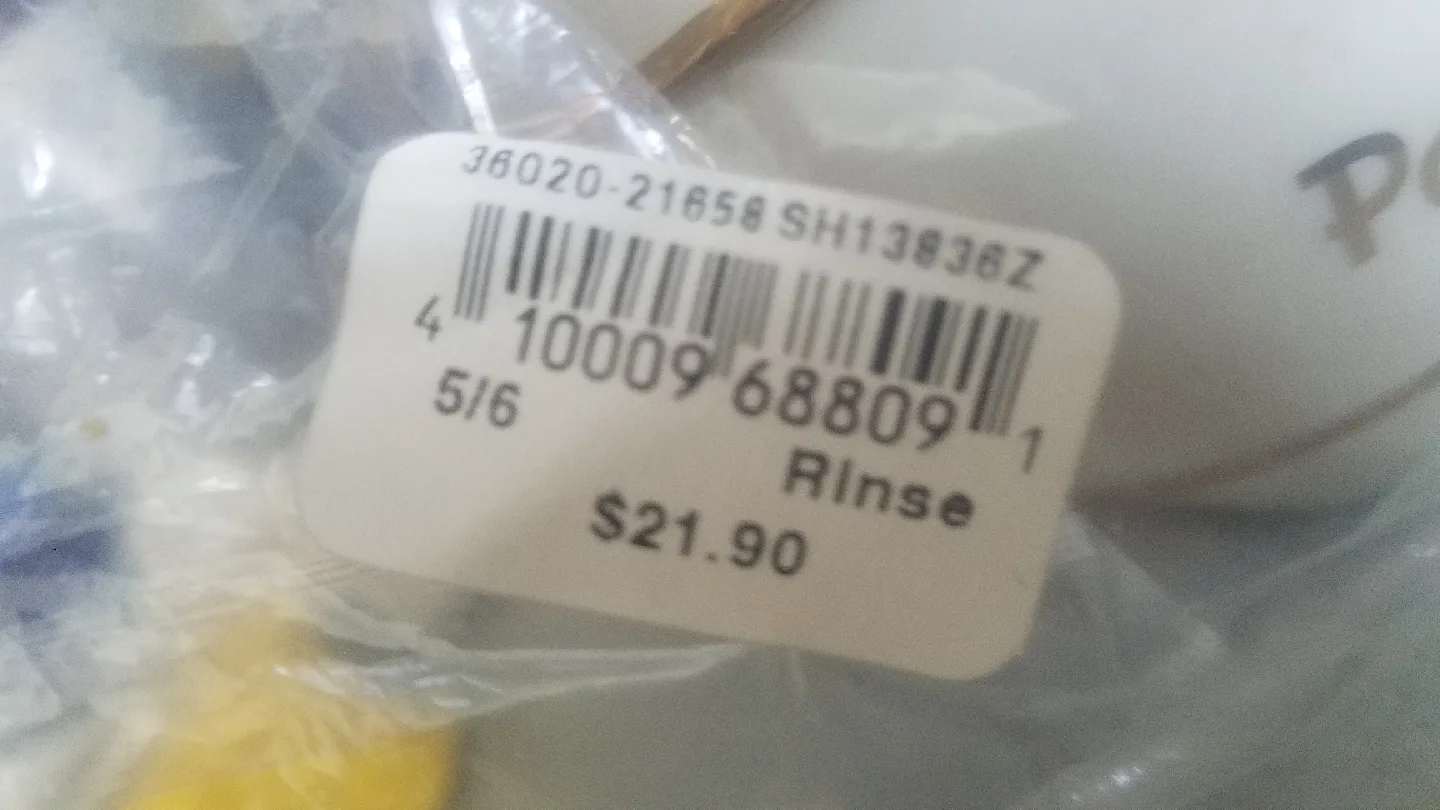 36020-21658 SH13836Z
4 10009 68809 1
5/6
Rinse
$21.90